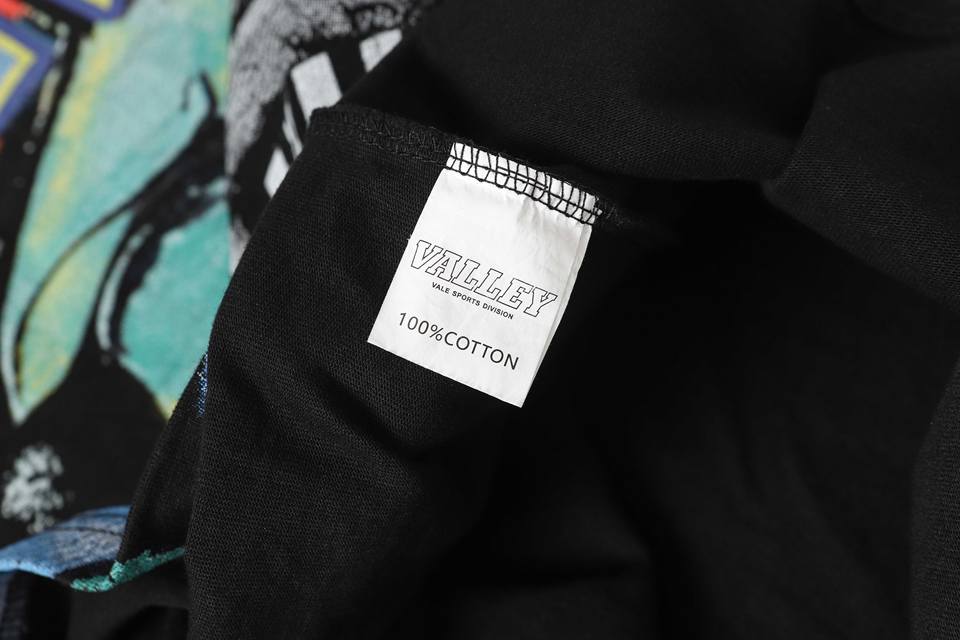 VALLEY
VALE SPORTS DIVISION
100%COTTON